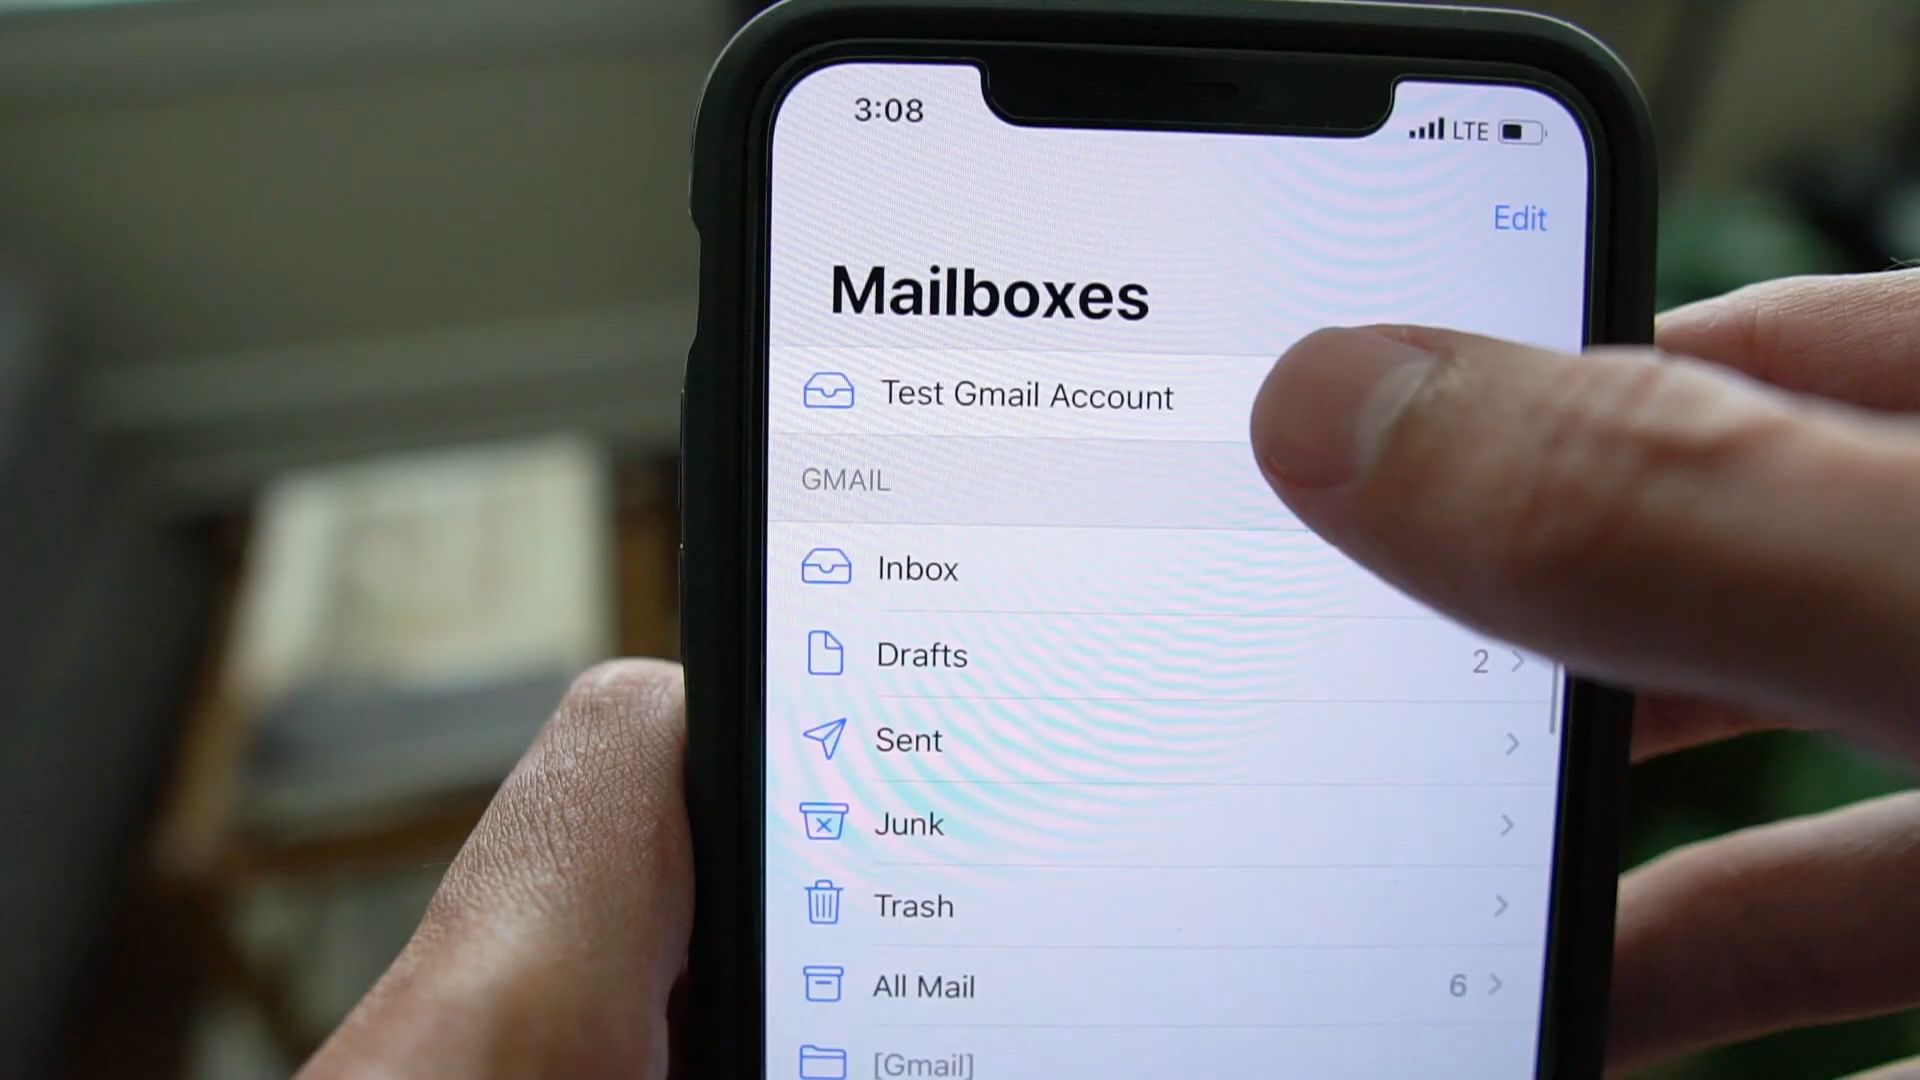 3:08
LTE
Edit
Mailboxes
Test Gmail Account
GMAIL
Inbox
Drafts 2
Sent
Junk
Trash
All Mail 6
[Gmail]